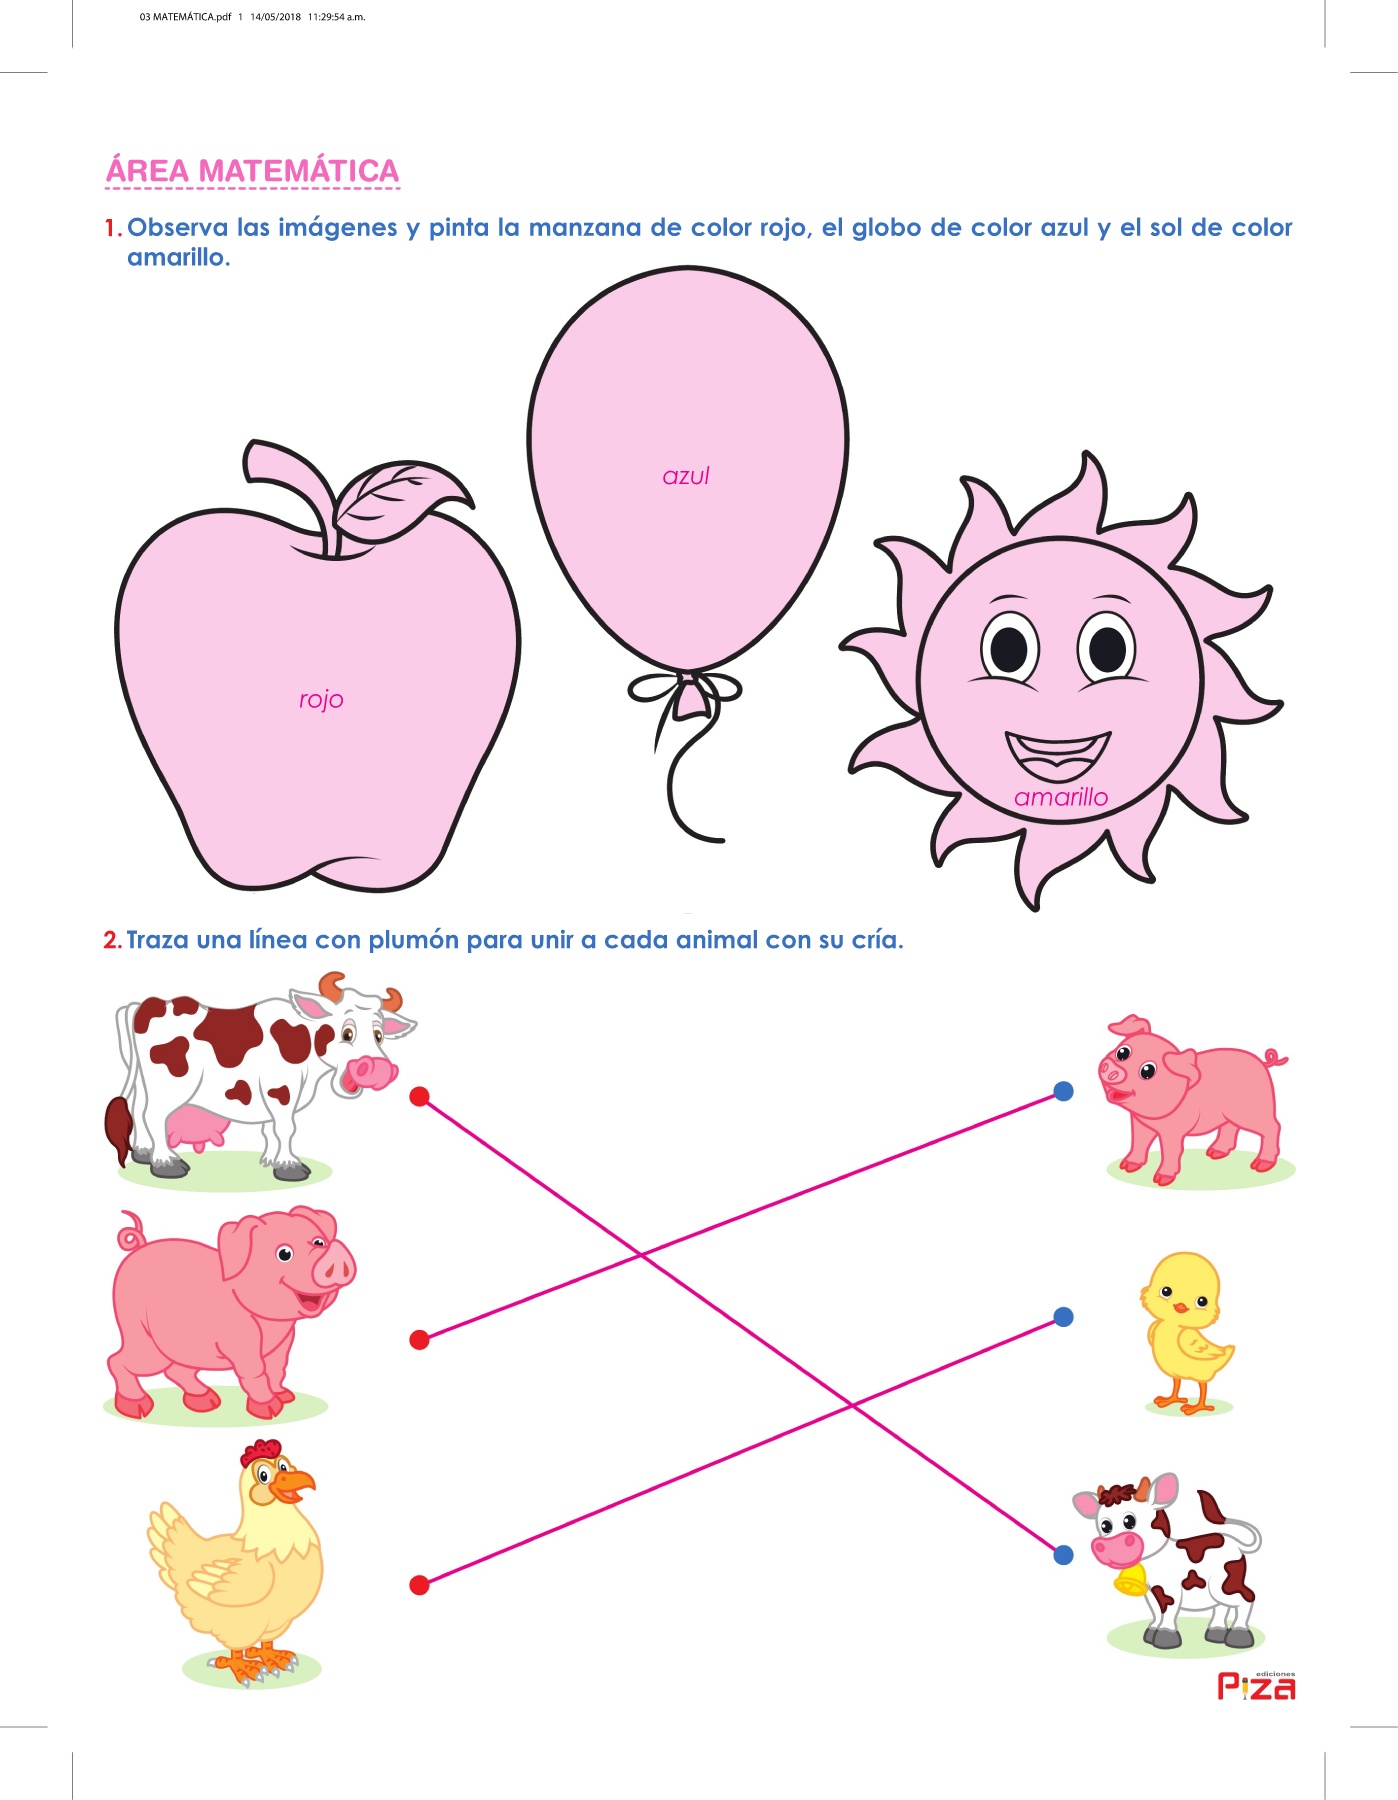 03 MATEMÁTICA.pdf 1 14/05/2018 11:29:54 a.m.
ÁREA MATEMÁTICA
1. Observa las imágenes y pinta la manzana de color rojo, el globo de color azul y el sol de color
amarillo.
azul
rojo
amarillo
2. Traza una línea con plumón para unir a cada animal con su cría.
ediciones
Piza